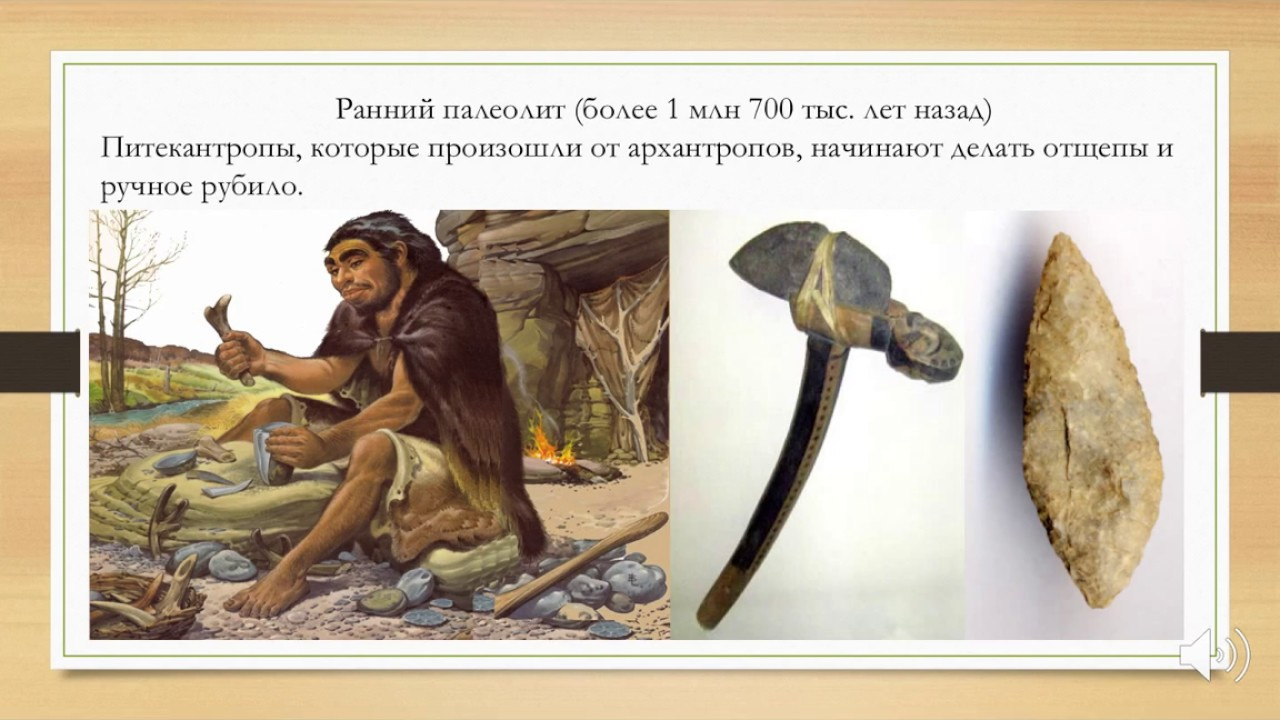 Ранний палеолит (более 1 млн 700 тыс. лет назад)
Питекантропы, которые произошли от архантропов, начинают делать отщепы и
ручное рубило.